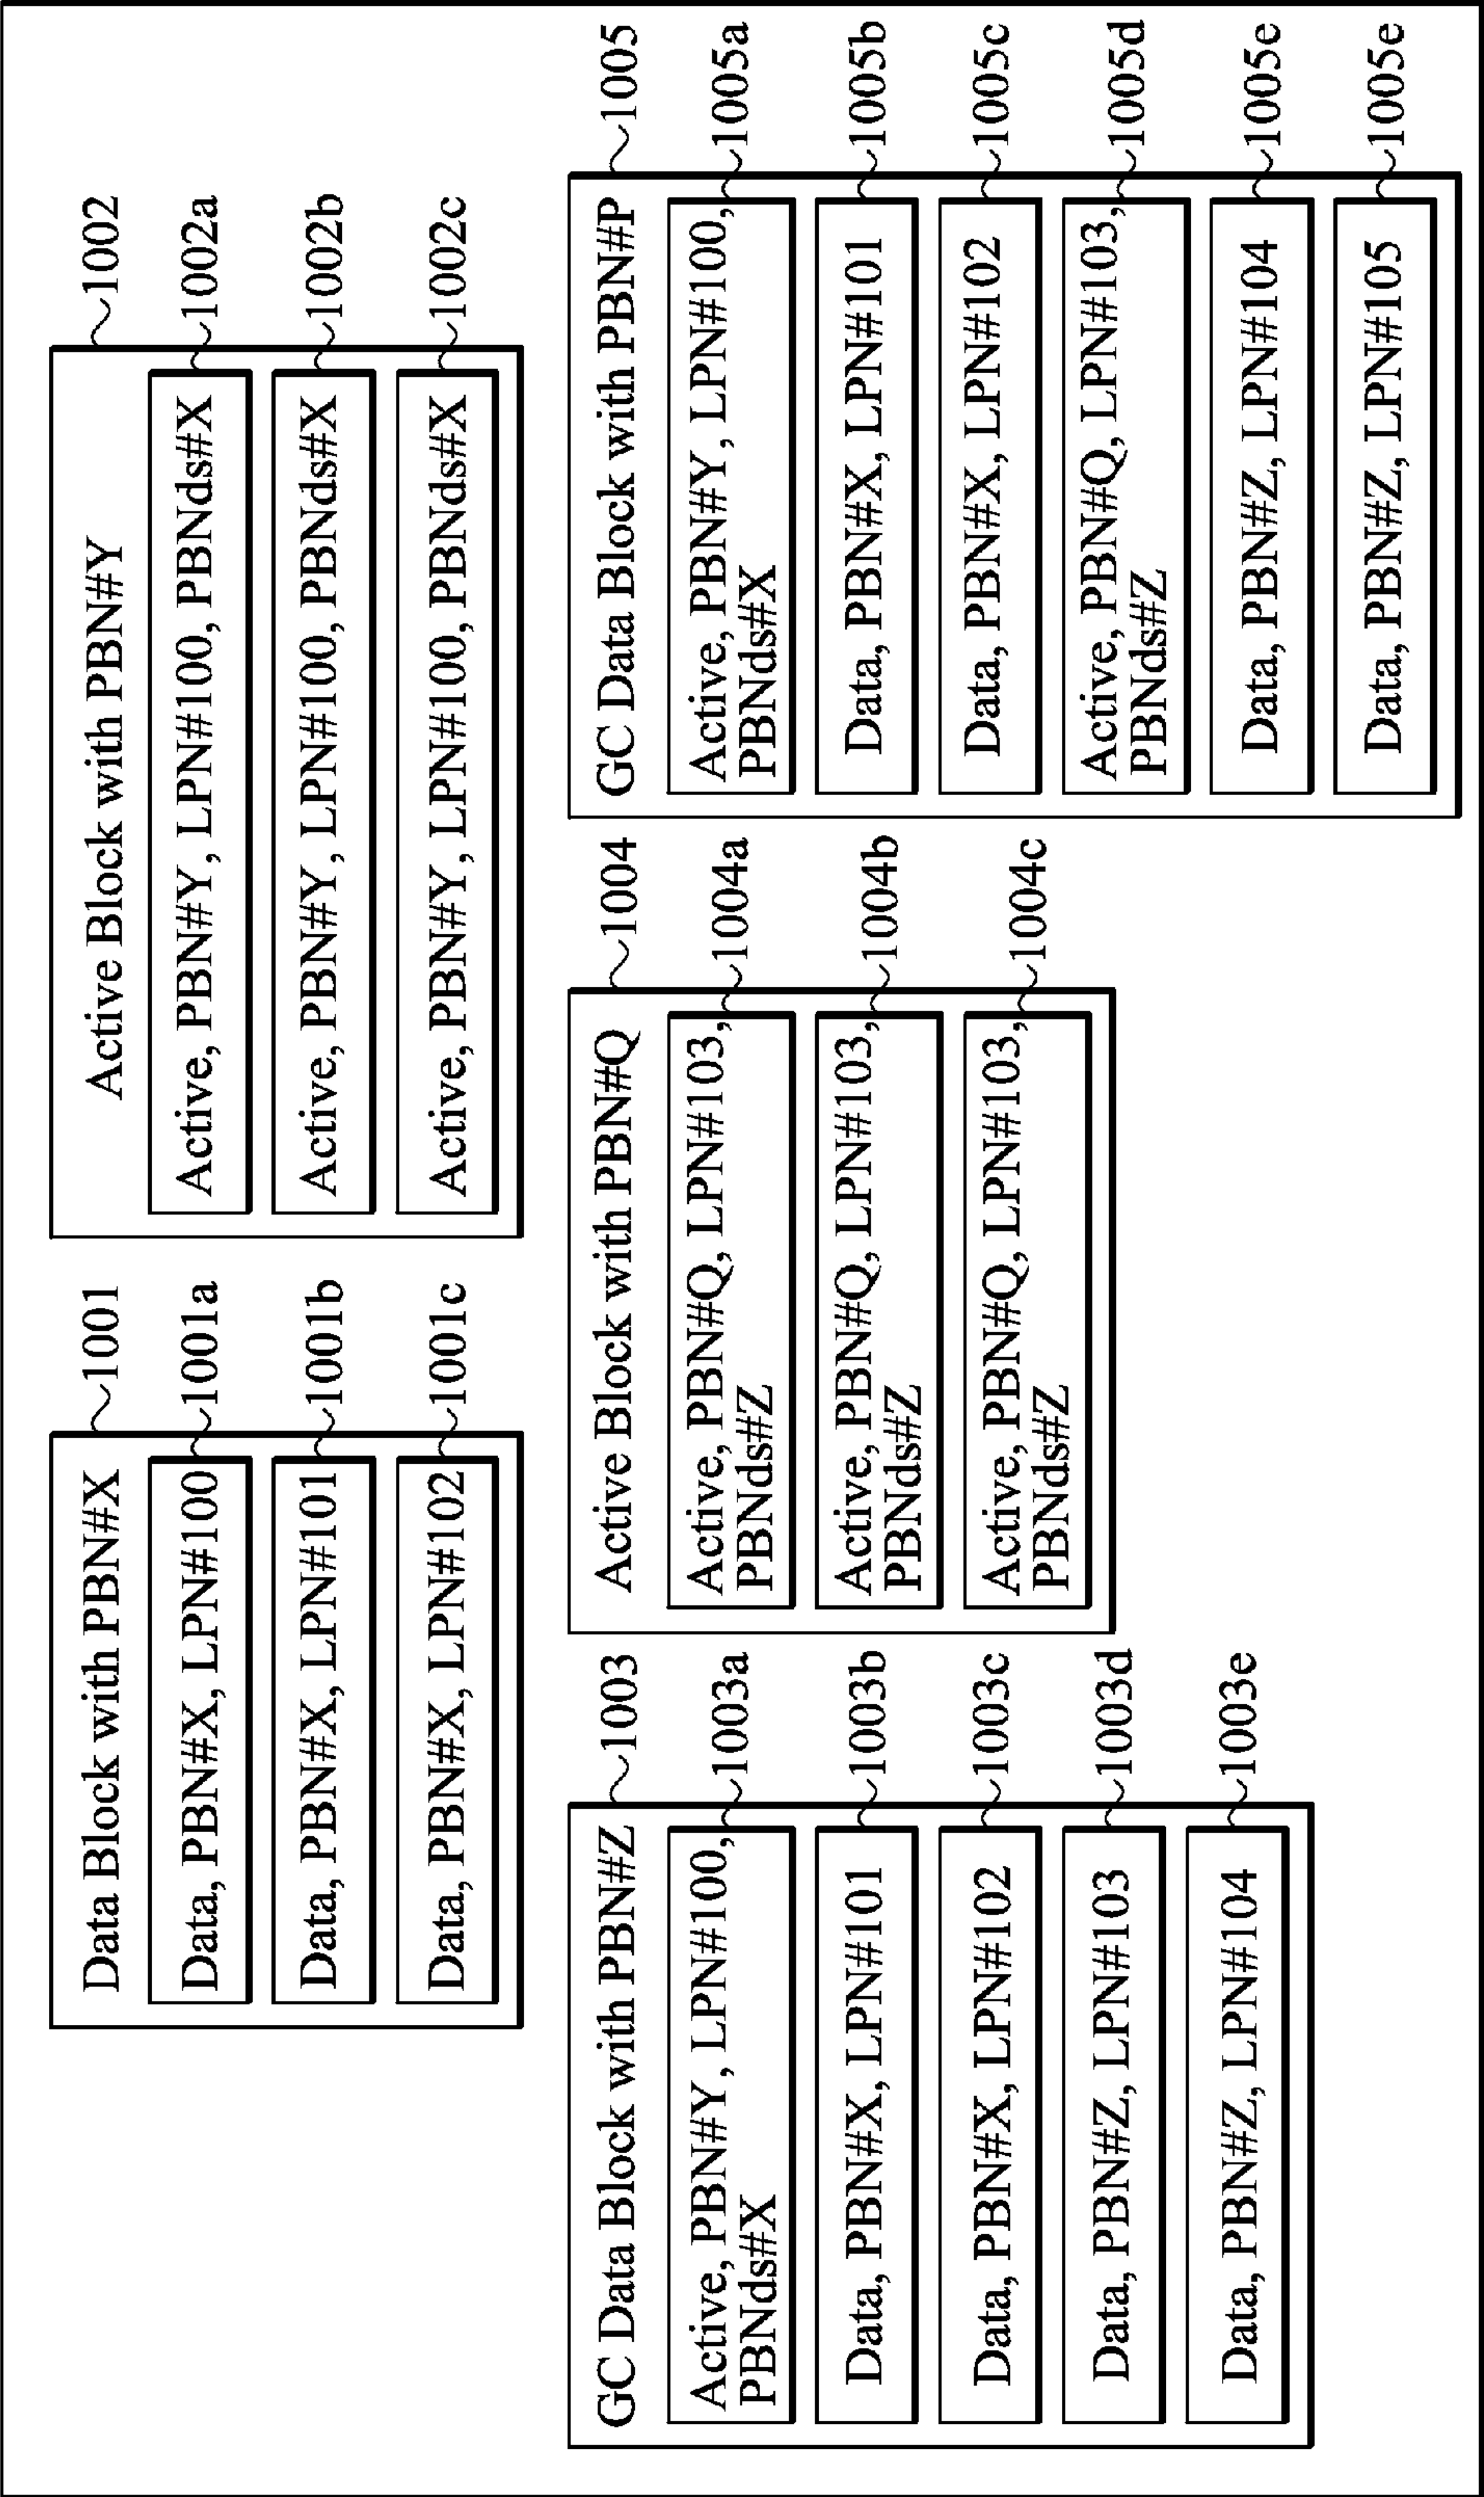 Data Block with PBN#X
1001
Data, PBN#X, LPN#100
1001a
Data, PBN#X, LPN#101
1001b
Data, PBN#X, LPN#102
1001c
Active Block with PBN#Y
1002
Active, PBN#Y, LPN#100, PBNds#X
1002a
Active, PBN#Y, LPN#100, PBNds#X
1002b
Active, PBN#Y, LPN#100, PBNds#X
1002c
GC Data Block with PBN#Z
1003
Active, PBN#Y, LPN#100,
PBNds#X
1003a
Data, PBN#X, LPN#101
1003b
Data, PBN#X, LPN#102
1003c
Data, PBN#Z, LPN#103
1003d
Data, PBN#Z, LPN#104
1003e
Active Block with PBN#Q
1004
Active, PBN#Q, LPN#103,
PBNds#Z
1004a
Active, PBN#Q, LPN#103,
PBNds#Z
1004b
Active, PBN#Q, LPN#103,
PBNds#Z
1004c
GC Data Block with PBN#P
1005
Active, PBN#Y, LPN#100,
PBNds#X
1005a
Data, PBN#X, LPN#101
1005b
Data, PBN#X, LPN#102
1005c
Active, PBN#Q, LPN#103,
PBNds#Z
1005d
Data, PBN#Z, LPN#104
1005e
Data, PBN#Z, LPN#105
1005e